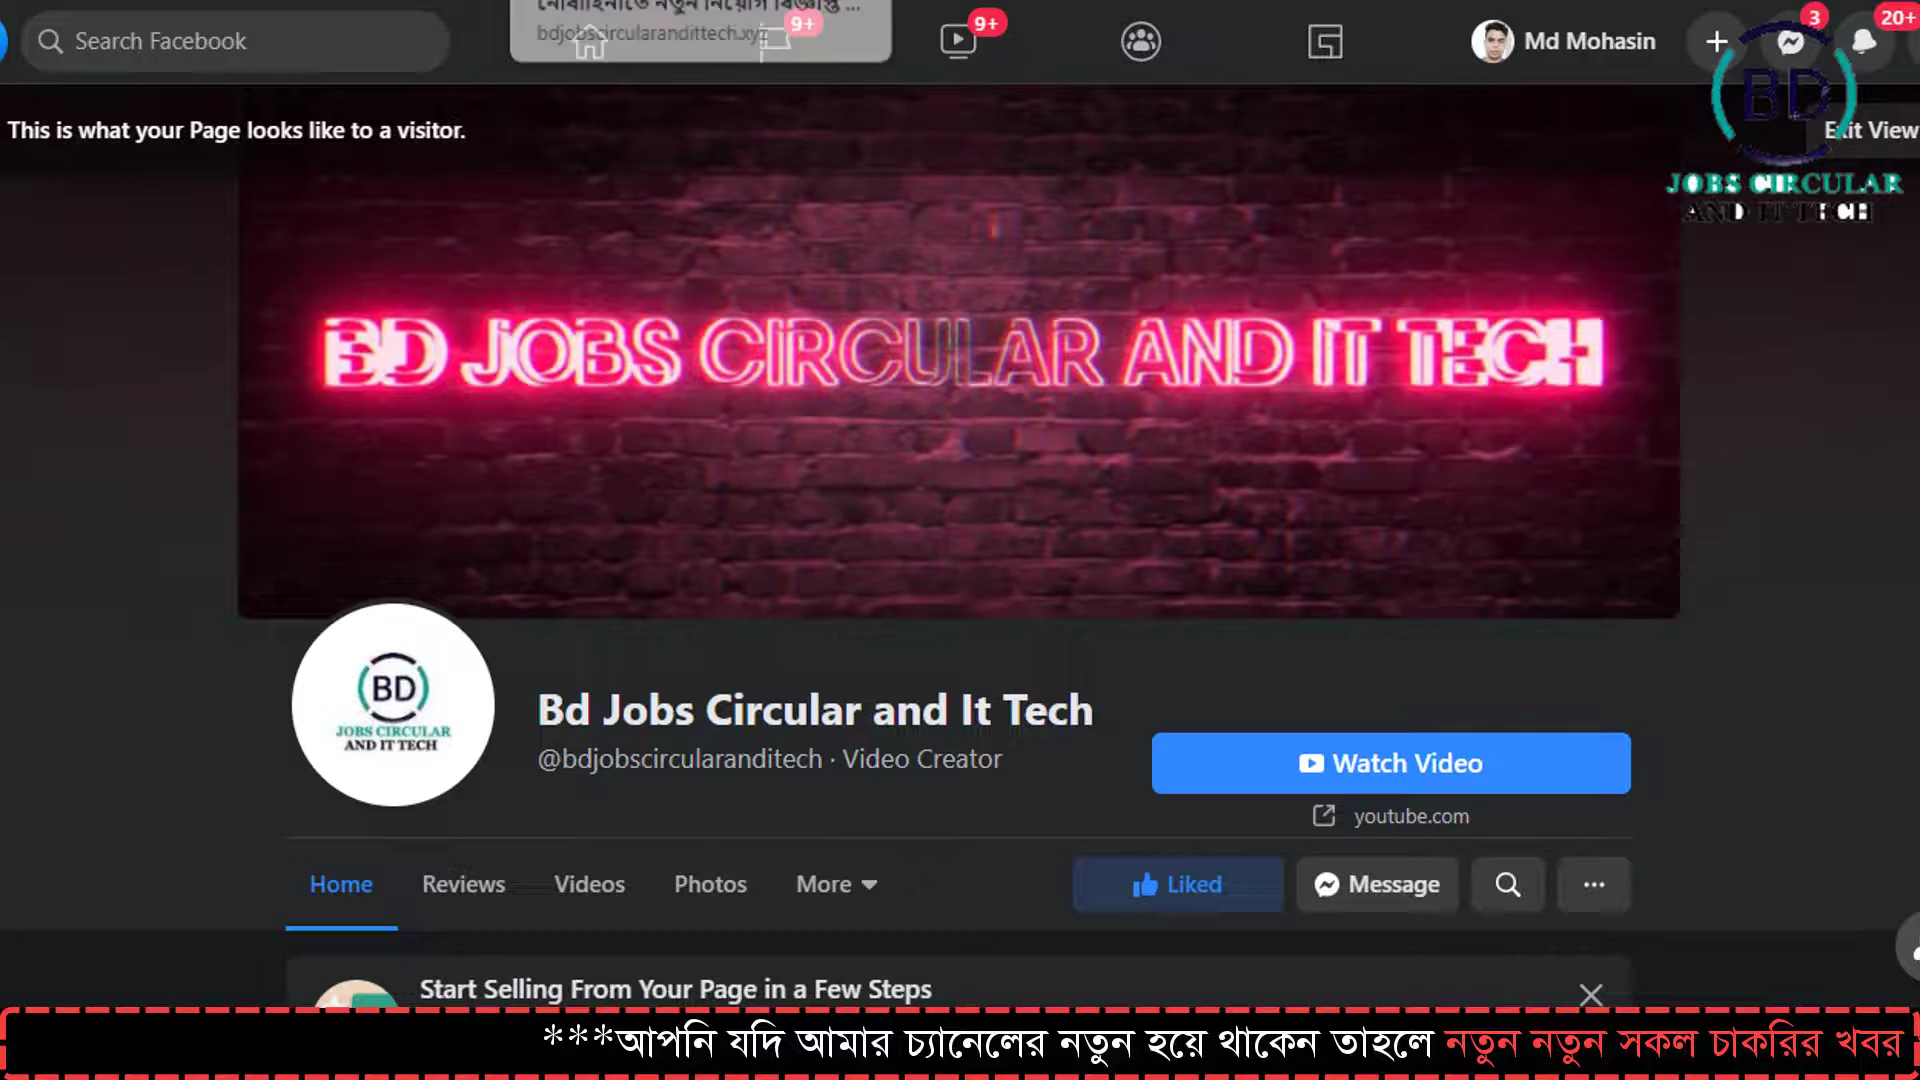 নৌবাহিনীতে নতুন নিয়োগ বিজ্ঞপ্তি ...
bdjobscircularandittech.xyz
Search Facebook
9+
9+
Md Mohasin
3
20+
This is what your Page looks like to a visitor.
Exit View
BD
JOBS CIRCULAR
AND IT TECH
BD JOBS CIRCULAR AND IT TECH
BD
JOBS CIRCULAR
AND IT TECH
Bd Jobs Circular and It Tech
@bdjobscircularanditech · Video Creator
Watch Video
youtube.com
Home
Reviews
Videos
Photos
More
Liked
Message
Start Selling From Your Page in a Few Steps
***আপনি যদি আমার চ্যানেলের নতুন হয়ে থাকেন তাহলে নতুন নতুন সকল চাকরির খবর